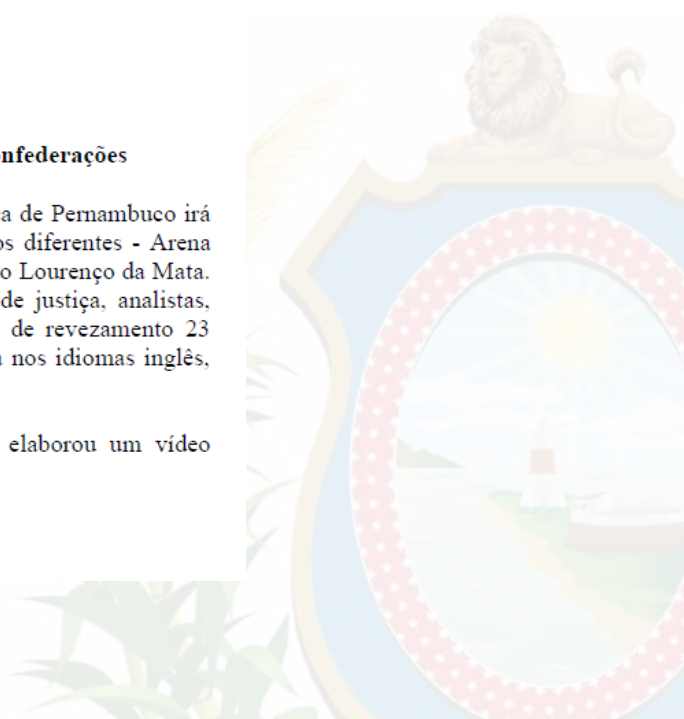 nfederações
a de Pernambuco irá
os diferentes - Arena
o Lourenço da Mata.
de justiça, analistas,
de revezamento 23
nos idiomas inglês,
elaborou um vídeo